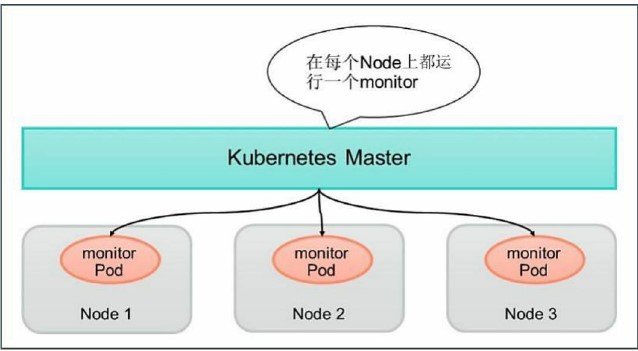 在每个Node上都运
行一个monitor
Kubernetes Master
monitor
Pod
monitor
Pod
monitor
Pod
Node 1
Node 2
Node 3